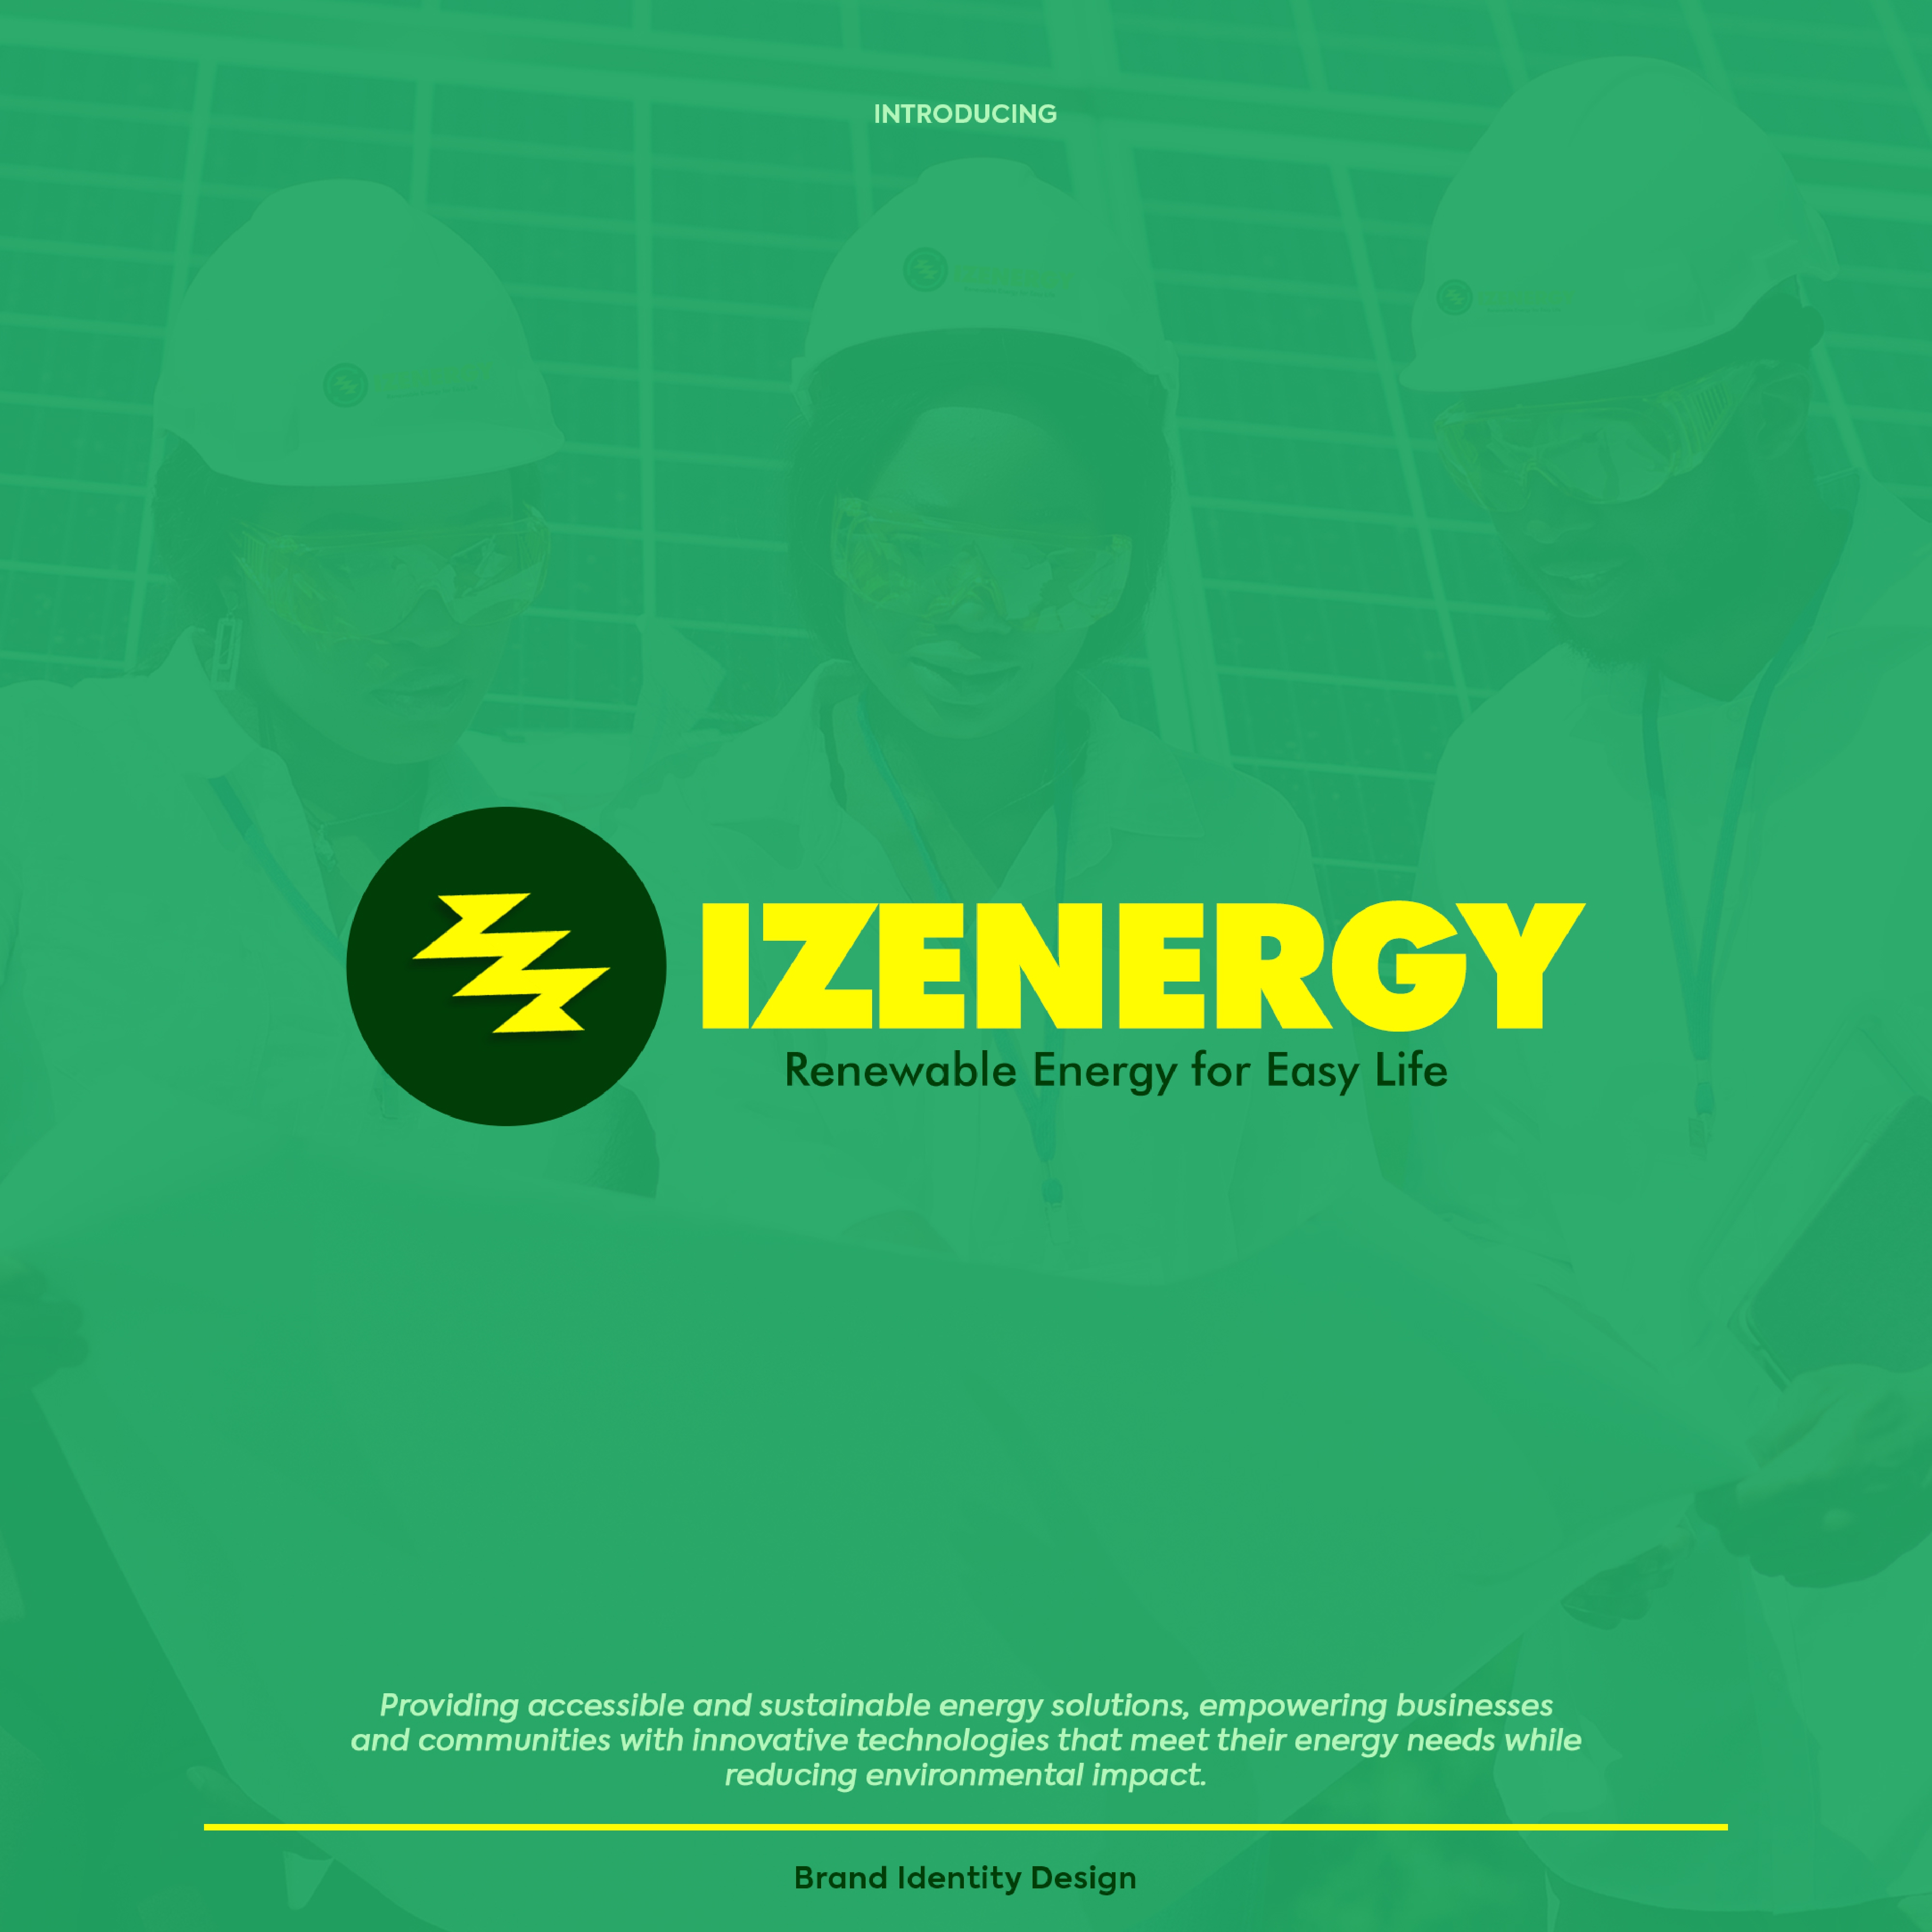 INTRODUCING
IZENERGY
Renewable Energy for Easy Life
Providing accessible and sustainable energy solutions, empowering businesses
and communities with innovative technologies that meet their energy needs while
reducing environmental impact.
Brand Identity Design